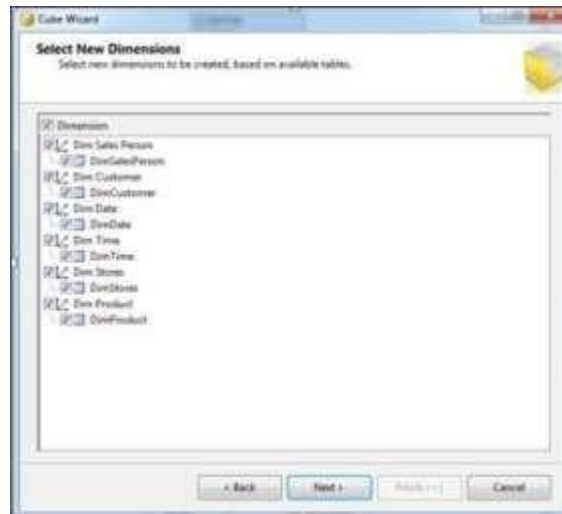 Cube Wizard
Select New Dimensions
Select new dimensions to be created, based on available tables.
Dimension
Dim Sales Person
DimSalesPerson
Dim Customer
DimCustomer
Dim Date
DimDate
Dim Time
DimTime
Dim Stores
DimStores
Dim Product
DimProduct
< Back
Next >
Cancel